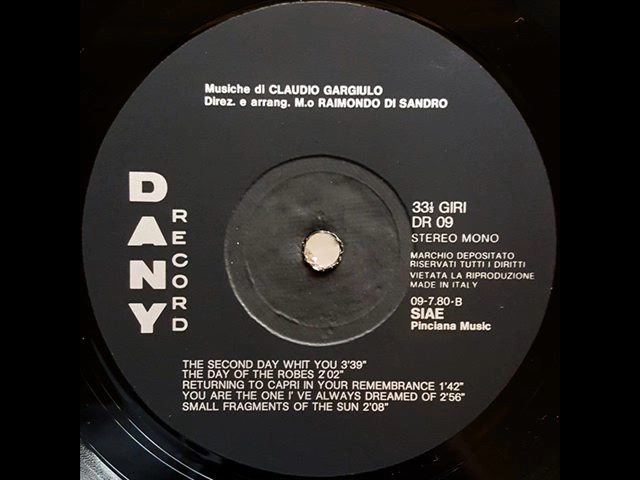 Musiche di CLAUDIO GARGIULO
Direz. e arrang. M.o RAIMONDO DI SANDRO
DANY
RECORD
33⅓ GIRI
DR 09
STEREO MONO
MARCHIO DEPOSITATO
RISERVATI TUTTI I DIRITTI
VIETATA LA RIPRODUZIONE
MADE IN ITALY
09-7.80-B
SIAE
Pinciana Music
THE SECOND DAY WHIT YOU 3'39"
THE DAY OF THE ROBES 2'02"
RETURNING TO CAPRI IN YOUR REMEMBRANCE 1'42"
YOU ARE THE ONE I' VE ALWAYS DREAMED OF 2'56"
SMALL FRAGMENTS OF THE SUN 2'08"